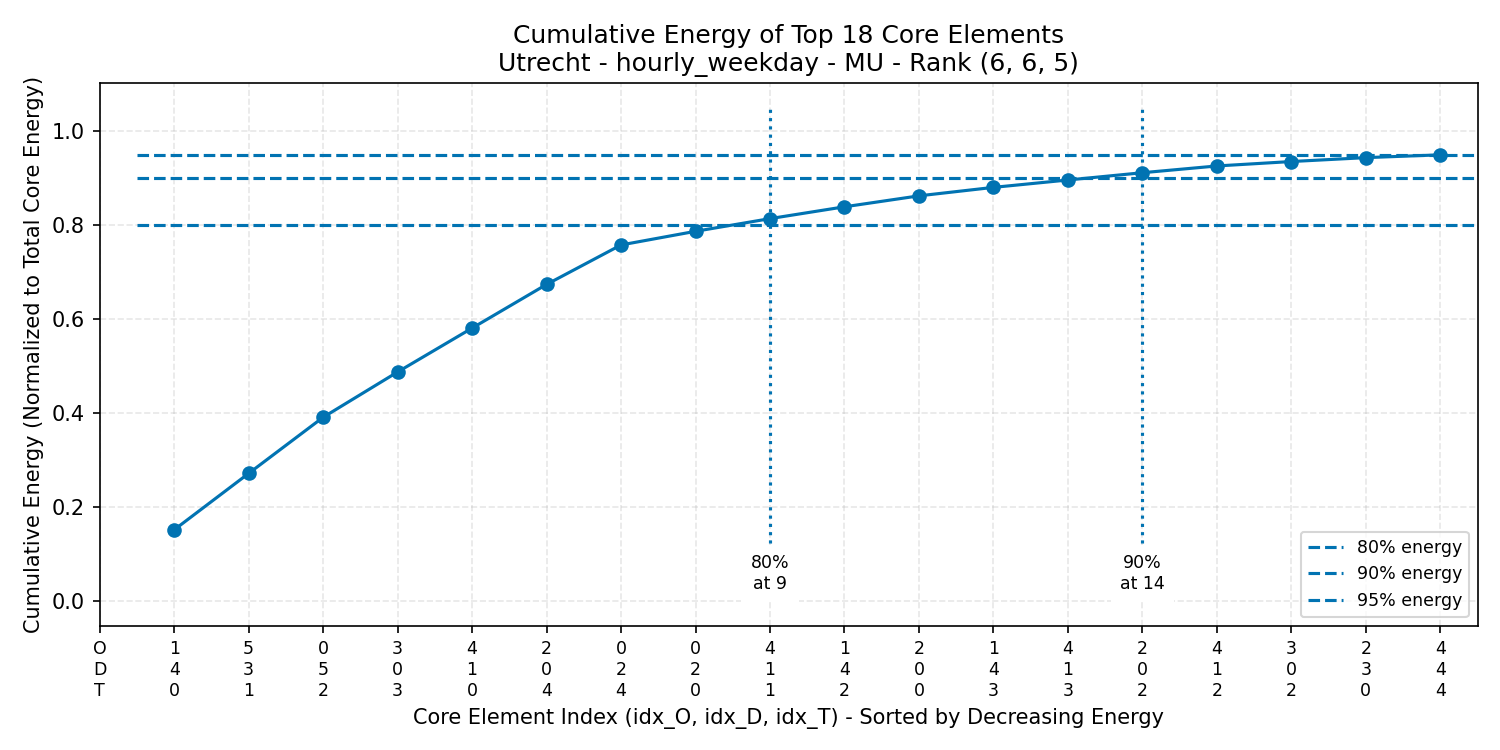 Cumulative Energy of Top 18 Core Elements
Utrecht - hourly_weekday - MU - Rank (6, 6, 5)
Cumulative Energy (Normalized to Total Core Energy)
1.0
0.8
0.6
0.4
0.2
0.0
80%
at 9
90%
at 14
80% energy
90% energy
95% energy
O 1 5 0 3 4 2 0 0 4 1 2 1 4 2 4 3 2 4
D 4 3 5 0 1 0 2 2 1 4 0 4 1 0 1 0 3 4
T 0 1 2 3 0 4 4 0 1 2 0 3 3 2 2 2 0 4
Core Element Index (idx_O, idx_D, idx_T) - Sorted by Decreasing Energy